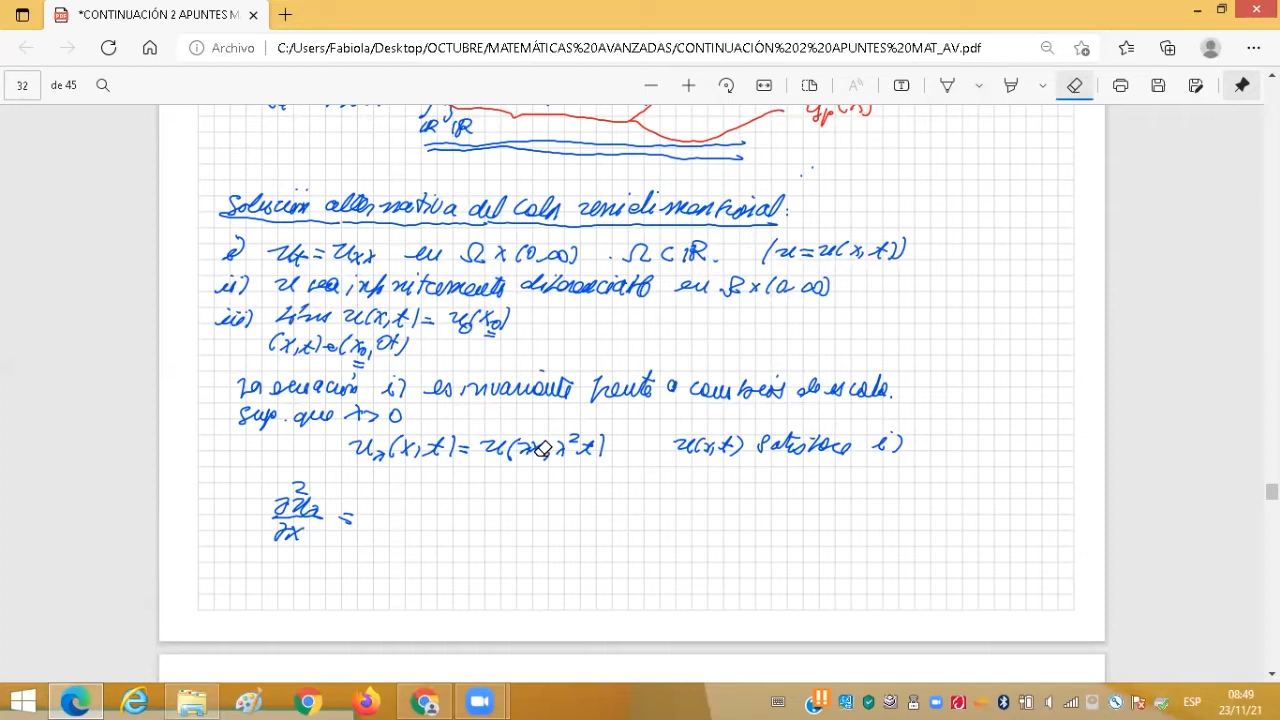 *CONTINUACIÓN 2 APUNTES M
Archivo C:/Users/Fabiola/Desktop/OCTUBRE/MATEMÁTICAS%20AVANZADAS/CONTINUACIÓN%202%20APUNTES%20MAT_AV.pdf
32 de 45
ℝ ℝ y_p(x)
Solución alternativa del calor unidimensional:
i) u_t = u_xx en Ω x (0,∞) . Ω ⊂ ℝ. (u = u(x,t))
ii) u sea infinitamente diferenciable en Ω x (0,∞)
iii) lím u(x,t) = u_0(x_0)
(x,t)→(x_0,0+)
La ecuación i) es invariante frente a cambios de escala.
Sup. que λ > 0
u_λ(x,t) = u(λx, λ²t) u(x,t) satisface i)
∂²u_λ
=
∂x
ESP 08:49
23/11/21